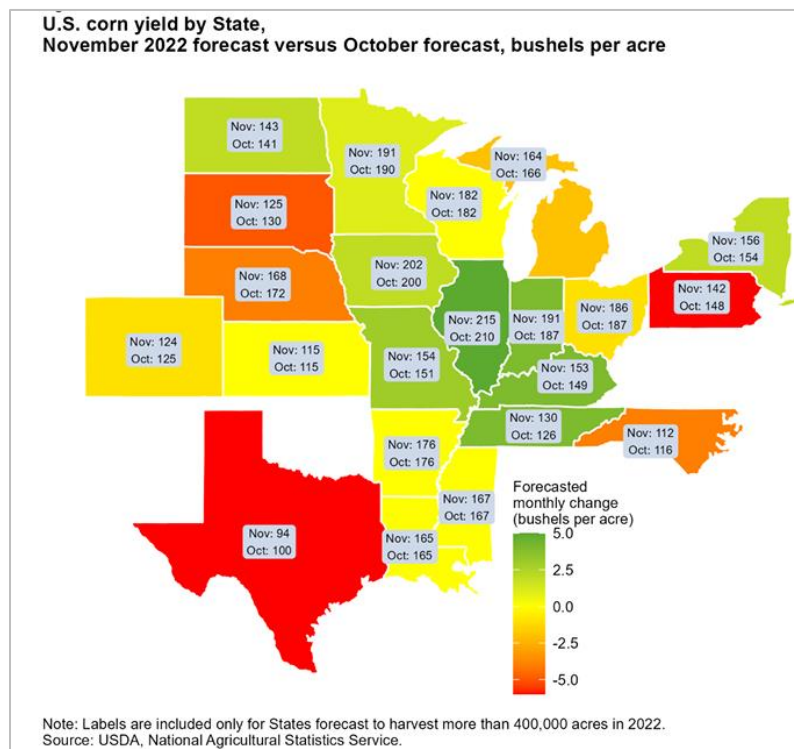 U.S. corn yield by State,
November 2022 forecast versus October forecast, bushels per acre
Nov: 143
Oct: 141
Nov: 191
Oct: 190
Nov: 164
Oct: 166
Nov: 182
Oct: 182
Nov: 125
Oct: 130
Nov: 156
Oct: 154
Nov: 202
Oct: 200
Nov: 168
Oct: 172
Nov: 142
Oct: 148
Nov: 215
Oct: 210
Nov: 191
Oct: 187
Nov: 186
Oct: 187
Nov: 124
Oct: 125
Nov: 115
Oct: 115
Nov: 154
Oct: 151
Nov: 153
Oct: 149
Nov: 130
Oct: 126
Nov: 112
Oct: 116
Nov: 176
Oct: 176
Nov: 167
Oct: 167
Nov: 94
Oct: 100
Nov: 165
Oct: 165
Forecasted
monthly change
(bushels per acre)
5.0
2.5
0.0
-2.5
-5.0
Note: Labels are included only for States forecast to harvest more than 400,000 acres in 2022.
Source: USDA, National Agricultural Statistics Service.